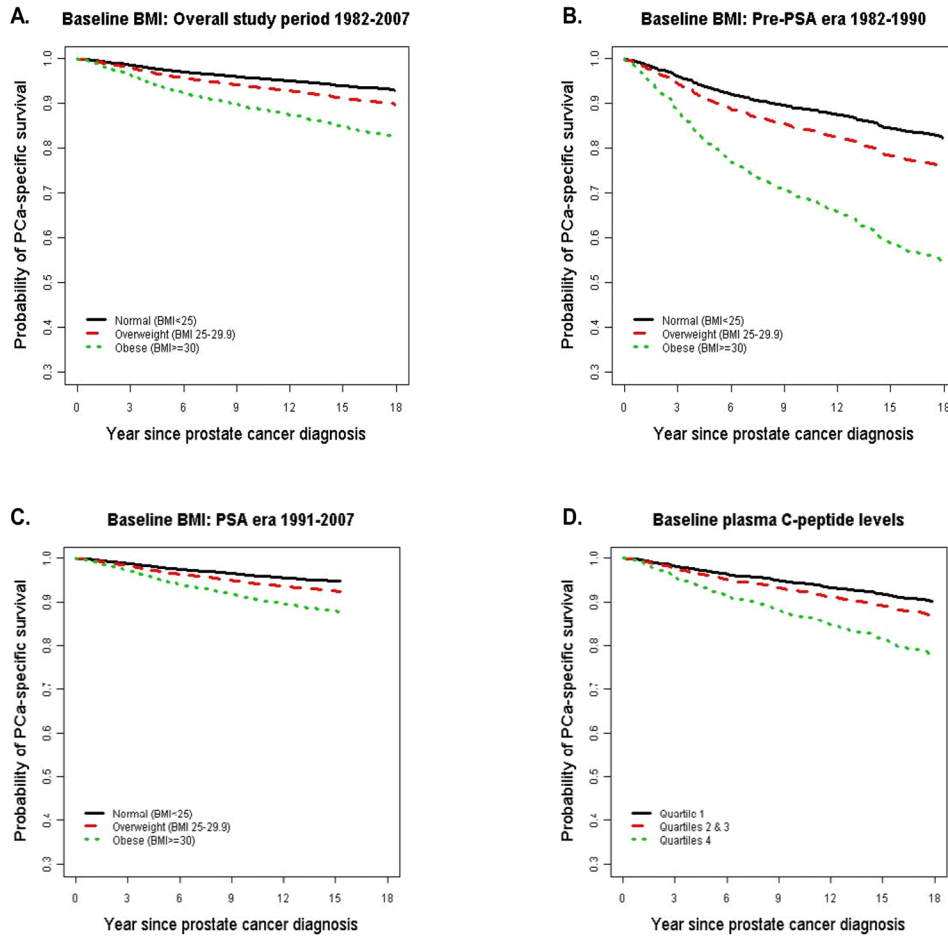 A. Baseline BMI: Overall study period 1982-2007
Probability of PCa-specific survival
1.0
0.9
0.8
0.7
0.6
0.5
0.4
0.3
Normal (BMI<25)
Overweight (BMI 25-29.9)
Obese (BMI>=30)
0 3 6 9 12 15 18
Year since prostate cancer diagnosis
B. Baseline BMI: Pre-PSA era 1982-1990
Probability of PCa-specific survival
1.0
0.9
0.8
0.7
0.6
0.5
0.4
0.3
Normal (BMI<25)
Overweight (BMI 25-29.9)
Obese (BMI>=30)
0 3 6 9 12 15 18
Year since prostate cancer diagnosis
C. Baseline BMI: PSA era 1991-2007
Probability of PCa-specific survival
1.0
0.9
0.8
0.7
0.6
0.5
0.4
0.3
Normal (BMI<25)
Overweight (BMI 25-29.9)
Obese (BMI>=30)
0 3 6 9 12 15 18
Year since prostate cancer diagnosis
D. Baseline plasma C-peptide levels
Probability of PCa-specific survival
1.0
0.9
0.8
0.7
0.6
0.5
0.4
0.3
Quartile 1
Quartiles 2 & 3
Quartiles 4
0 3 6 9 12 15 18
Year since prostate cancer diagnosis